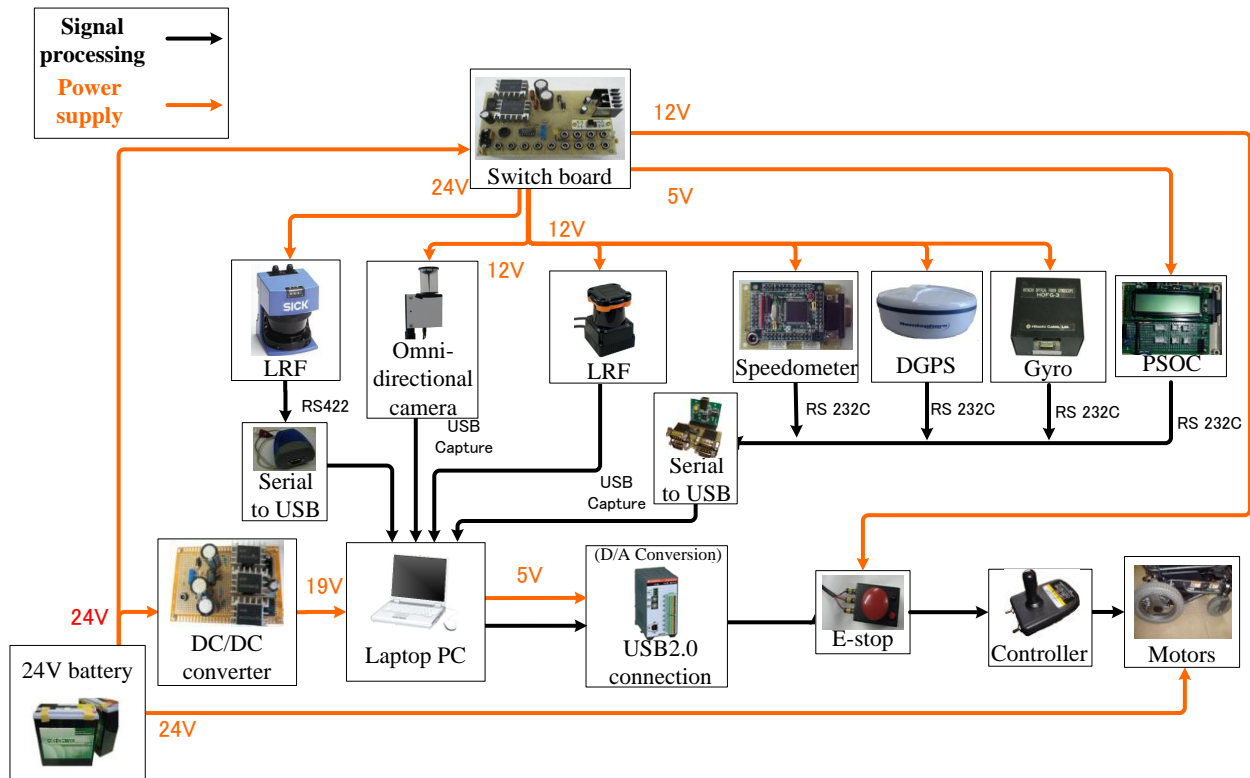 Signal
processing
Power
supply
12V
Switch board
24V
5V
12V
12V
SICK
LRF
Omni-
directional
camera
LRF
Speedometer
DGPS
HOFG-3
Gyro
PSOC
RS422
USB
Capture
RS 232C
RS 232C
RS 232C
RS 232C
Serial
to USB
USB
Capture
Serial
to USB
24V
DC/DC
converter
19V
Laptop PC
5V
(D/A Conversion)
USB2.0
connection
E-stop
Controller
Motors
24V battery
24V